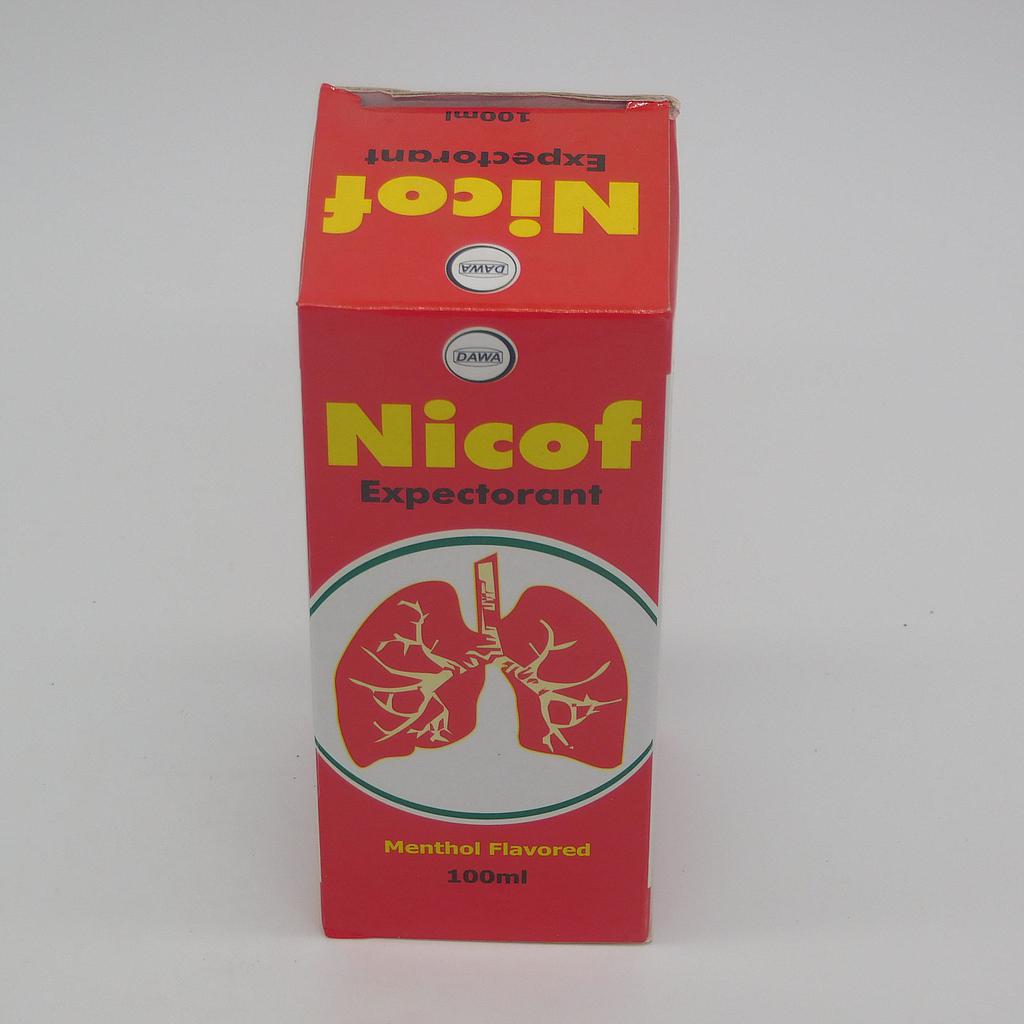 100ml
Expectorant
Nicof
DAWA
DAWA
Nicof
Expectorant
Menthol Flavored
100ml